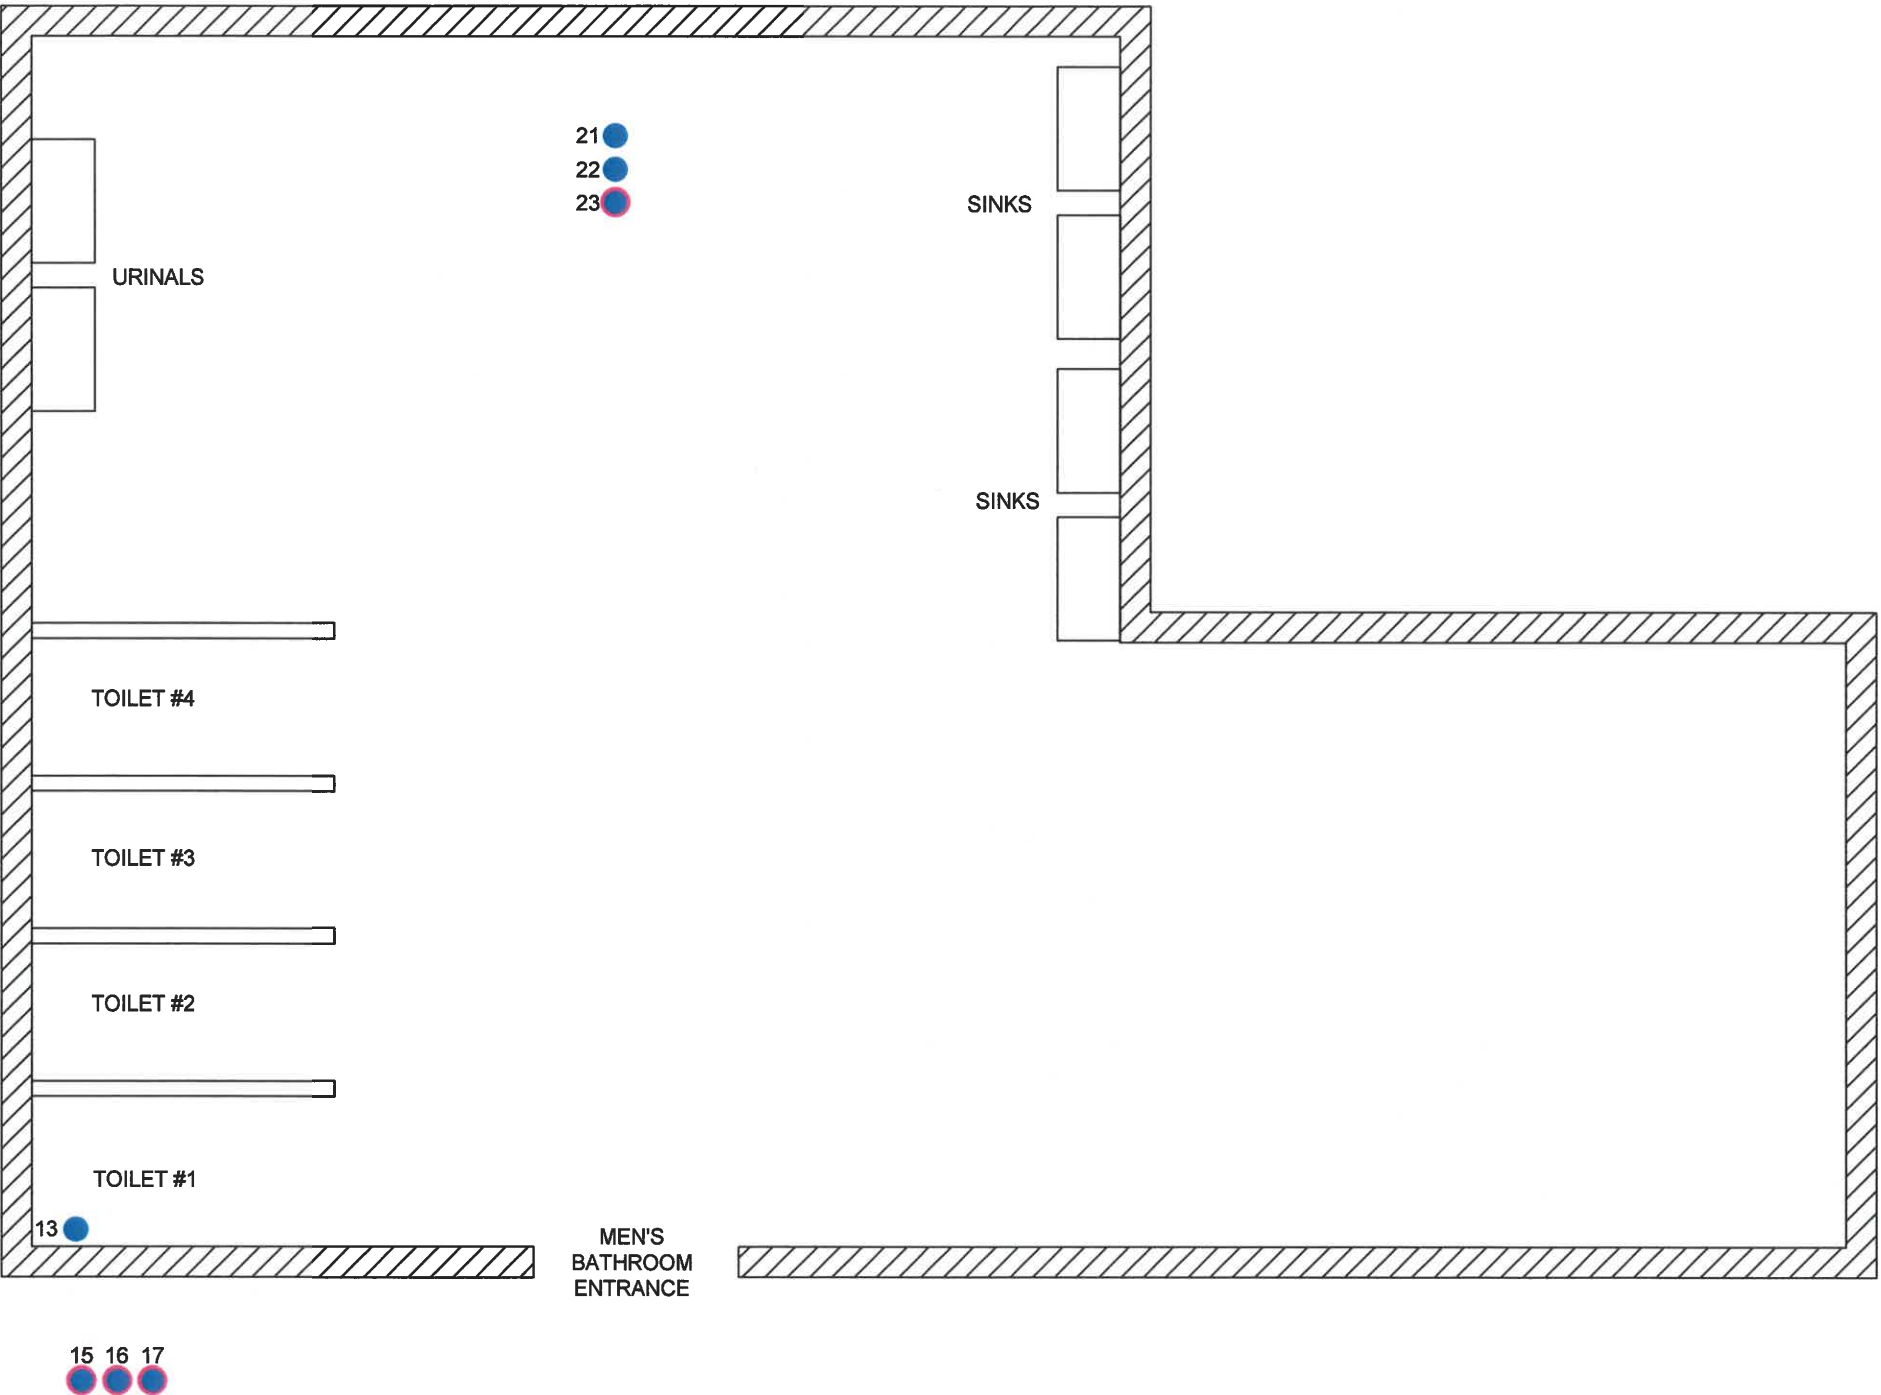 21
22
23
SINKS
URINALS
SINKS
TOILET #4
TOILET #3
TOILET #2
TOILET #1
13
MEN'S
BATHROOM
ENTRANCE
15 16 17